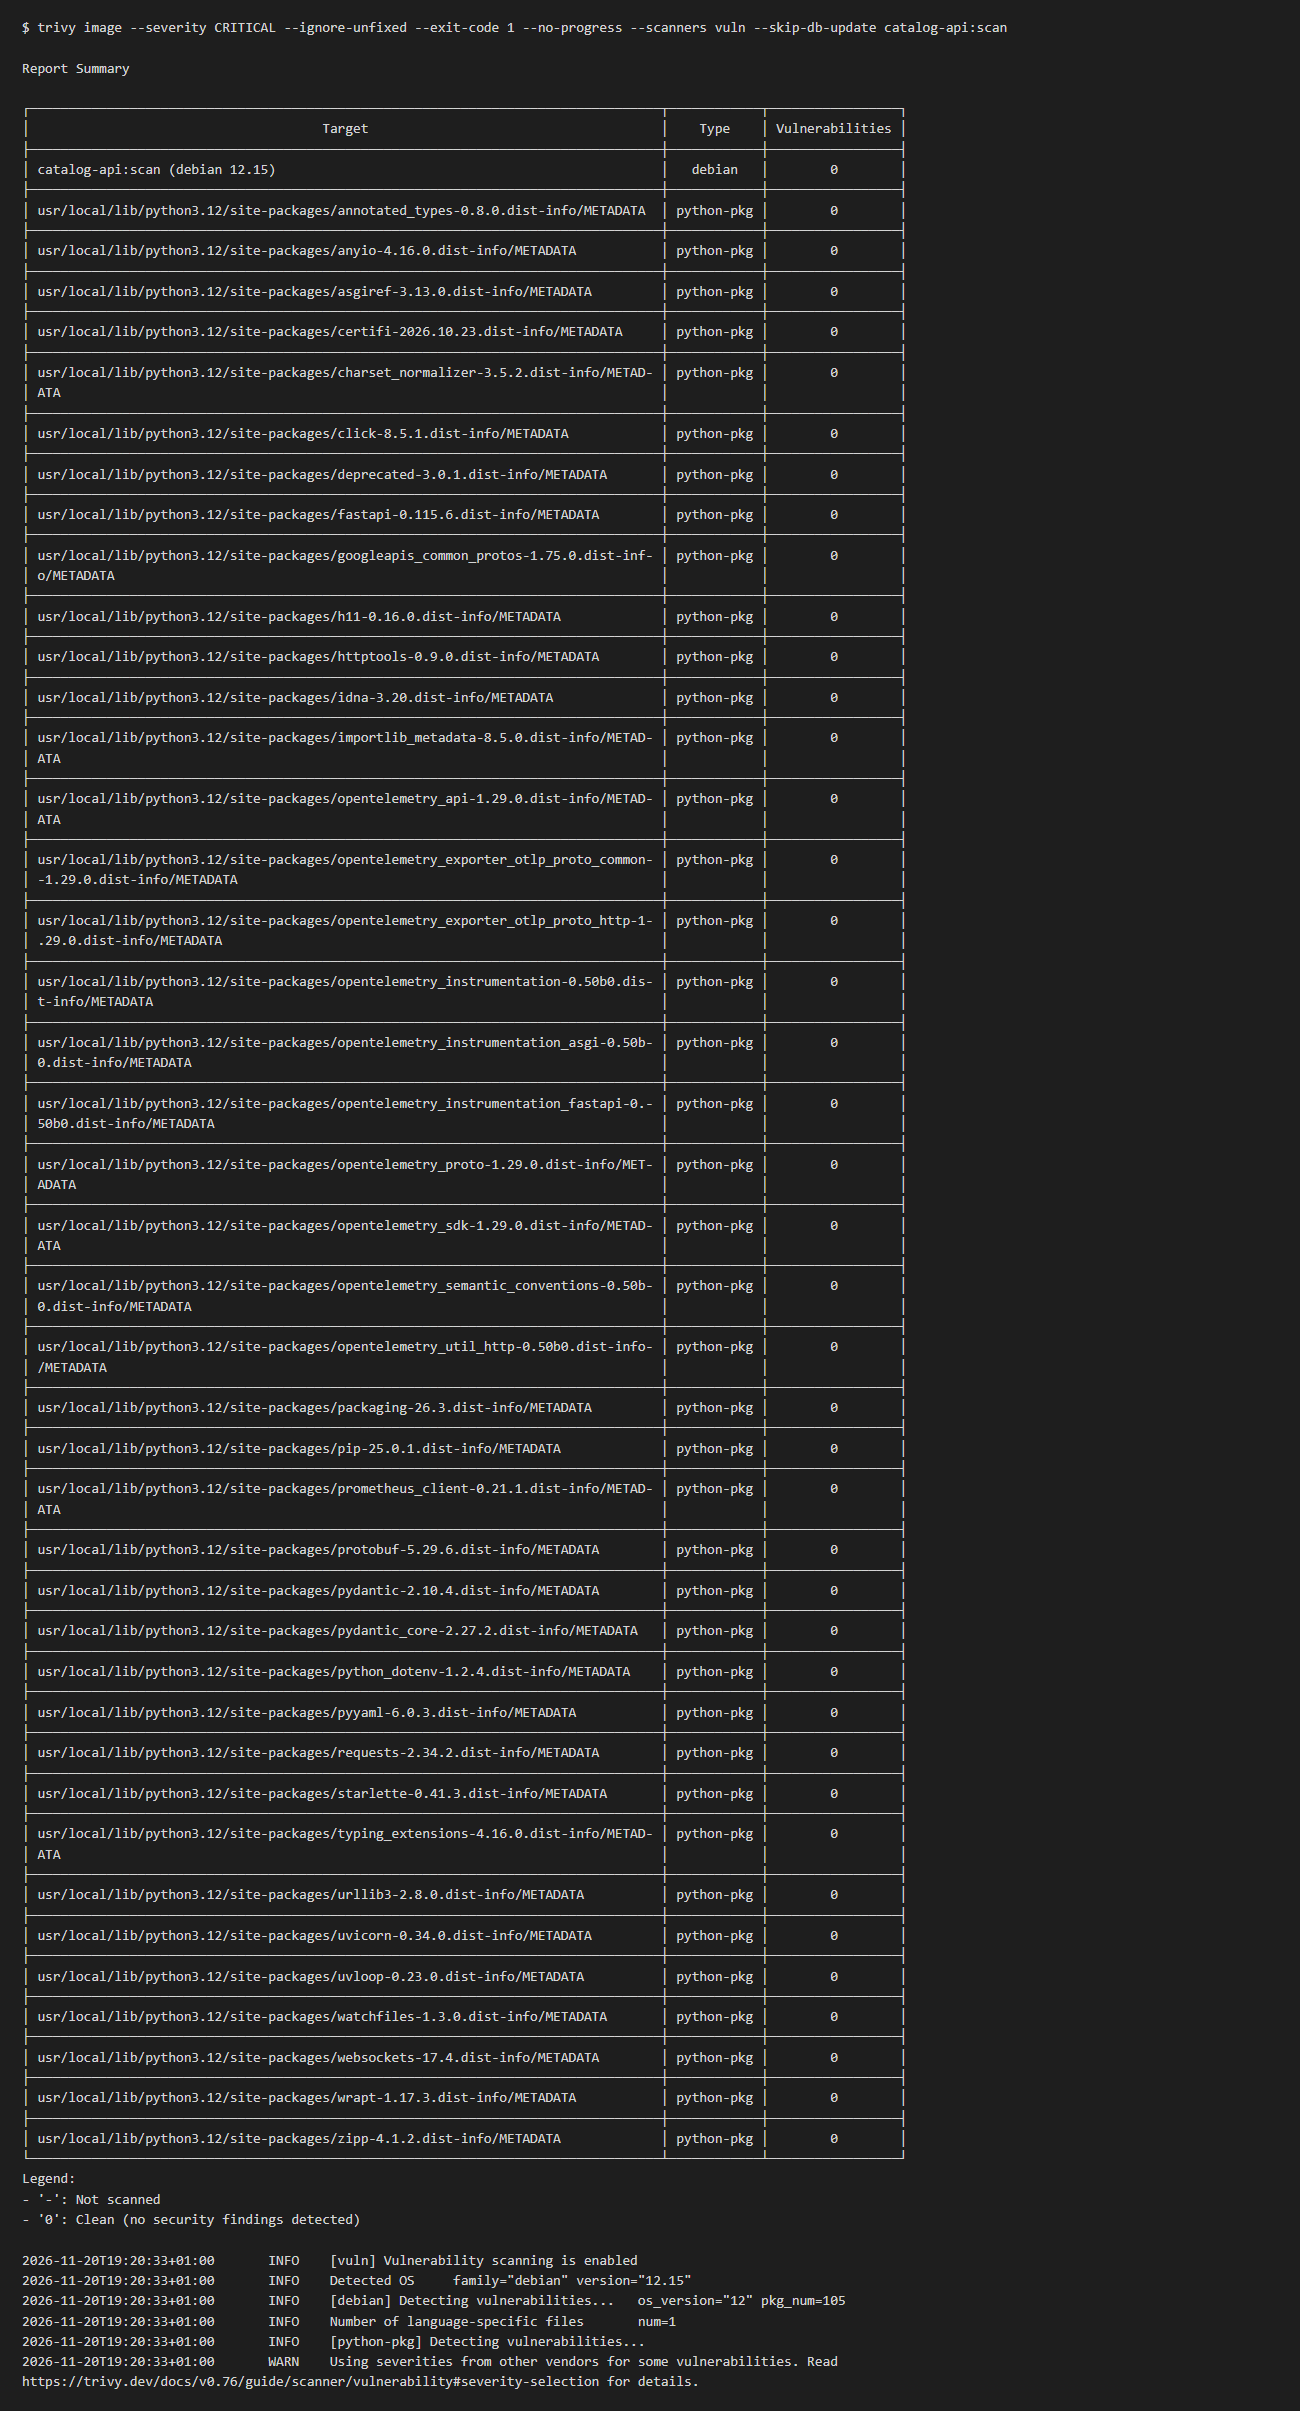 $ trivy image --severity CRITICAL --ignore-unfixed --exit-code 1 --no-progress --scanners vuln --skip-db-update catalog-api:scan
Report Summary
Target Type Vulnerabilities
catalog-api:scan (debian 12.15) debian 0
usr/local/lib/python3.12/site-packages/annotated_types-0.8.0.dist-info/METADATA python-pkg 0
usr/local/lib/python3.12/site-packages/anyio-4.16.0.dist-info/METADATA python-pkg 0
usr/local/lib/python3.12/site-packages/asgiref-3.13.0.dist-info/METADATA python-pkg 0
usr/local/lib/python3.12/site-packages/certifi-2026.10.23.dist-info/METADATA python-pkg 0
usr/local/lib/python3.12/site-packages/charset_normalizer-3.5.2.dist-info/METAD- python-pkg 0
ATA
usr/local/lib/python3.12/site-packages/click-8.5.1.dist-info/METADATA python-pkg 0
usr/local/lib/python3.12/site-packages/deprecated-3.0.1.dist-info/METADATA python-pkg 0
usr/local/lib/python3.12/site-packages/fastapi-0.115.6.dist-info/METADATA python-pkg 0
usr/local/lib/python3.12/site-packages/googleapis_common_protos-1.75.0.dist-inf- python-pkg 0
o/METADATA
usr/local/lib/python3.12/site-packages/h11-0.16.0.dist-info/METADATA python-pkg 0
usr/local/lib/python3.12/site-packages/httptools-0.9.0.dist-info/METADATA python-pkg 0
usr/local/lib/python3.12/site-packages/idna-3.20.dist-info/METADATA python-pkg 0
usr/local/lib/python3.12/site-packages/importlib_metadata-8.5.0.dist-info/METAD- python-pkg 0
ATA
usr/local/lib/python3.12/site-packages/opentelemetry_api-1.29.0.dist-info/METAD- python-pkg 0
ATA
usr/local/lib/python3.12/site-packages/opentelemetry_exporter_otlp_proto_common- python-pkg 0
-1.29.0.dist-info/METADATA
usr/local/lib/python3.12/site-packages/opentelemetry_exporter_otlp_proto_http-1- python-pkg 0
.29.0.dist-info/METADATA
usr/local/lib/python3.12/site-packages/opentelemetry_instrumentation-0.50b0.dis- python-pkg 0
t-info/METADATA
usr/local/lib/python3.12/site-packages/opentelemetry_instrumentation_asgi-0.50b- python-pkg 0
0.dist-info/METADATA
usr/local/lib/python3.12/site-packages/opentelemetry_instrumentation_fastapi-0.- python-pkg 0
50b0.dist-info/METADATA
usr/local/lib/python3.12/site-packages/opentelemetry_proto-1.29.0.dist-info/MET- python-pkg 0
ADATA
usr/local/lib/python3.12/site-packages/opentelemetry_sdk-1.29.0.dist-info/METAD- python-pkg 0
ATA
usr/local/lib/python3.12/site-packages/opentelemetry_semantic_conventions-0.50b- python-pkg 0
0.dist-info/METADATA
usr/local/lib/python3.12/site-packages/opentelemetry_util_http-0.50b0.dist-info- python-pkg 0
/METADATA
usr/local/lib/python3.12/site-packages/packaging-26.3.dist-info/METADATA python-pkg 0
usr/local/lib/python3.12/site-packages/pip-25.0.1.dist-info/METADATA python-pkg 0
usr/local/lib/python3.12/site-packages/prometheus_client-0.21.1.dist-info/METAD- python-pkg 0
ATA
usr/local/lib/python3.12/site-packages/protobuf-5.29.6.dist-info/METADATA python-pkg 0
usr/local/lib/python3.12/site-packages/pydantic-2.10.4.dist-info/METADATA python-pkg 0
usr/local/lib/python3.12/site-packages/pydantic_core-2.27.2.dist-info/METADATA python-pkg 0
usr/local/lib/python3.12/site-packages/python_dotenv-1.2.4.dist-info/METADATA python-pkg 0
usr/local/lib/python3.12/site-packages/pyyaml-6.0.3.dist-info/METADATA python-pkg 0
usr/local/lib/python3.12/site-packages/requests-2.34.2.dist-info/METADATA python-pkg 0
usr/local/lib/python3.12/site-packages/starlette-0.41.3.dist-info/METADATA python-pkg 0
usr/local/lib/python3.12/site-packages/typing_extensions-4.16.0.dist-info/METAD- python-pkg 0
ATA
usr/local/lib/python3.12/site-packages/urllib3-2.8.0.dist-info/METADATA python-pkg 0
usr/local/lib/python3.12/site-packages/uvicorn-0.34.0.dist-info/METADATA python-pkg 0
usr/local/lib/python3.12/site-packages/uvloop-0.23.0.dist-info/METADATA python-pkg 0
usr/local/lib/python3.12/site-packages/watchfiles-1.3.0.dist-info/METADATA python-pkg 0
usr/local/lib/python3.12/site-packages/websockets-17.4.dist-info/METADATA python-pkg 0
usr/local/lib/python3.12/site-packages/wrapt-1.17.3.dist-info/METADATA python-pkg 0
usr/local/lib/python3.12/site-packages/zipp-4.1.2.dist-info/METADATA python-pkg 0
Legend:
- '-': Not scanned
- '0': Clean (no security findings detected)
2026-11-20T19:20:33+01:00 INFO [vuln] Vulnerability scanning is enabled
2026-11-20T19:20:33+01:00 INFO Detected OS family="debian" version="12.15"
2026-11-20T19:20:33+01:00 INFO [debian] Detecting vulnerabilities... os_version="12" pkg_num=105
2026-11-20T19:20:33+01:00 INFO Number of language-specific files num=1
2026-11-20T19:20:33+01:00 INFO [python-pkg] Detecting vulnerabilities...
2026-11-20T19:20:33+01:00 WARN Using severities from other vendors for some vulnerabilities. Read
https://trivy.dev/docs/v0.76/guide/scanner/vulnerability#severity-selection for details.